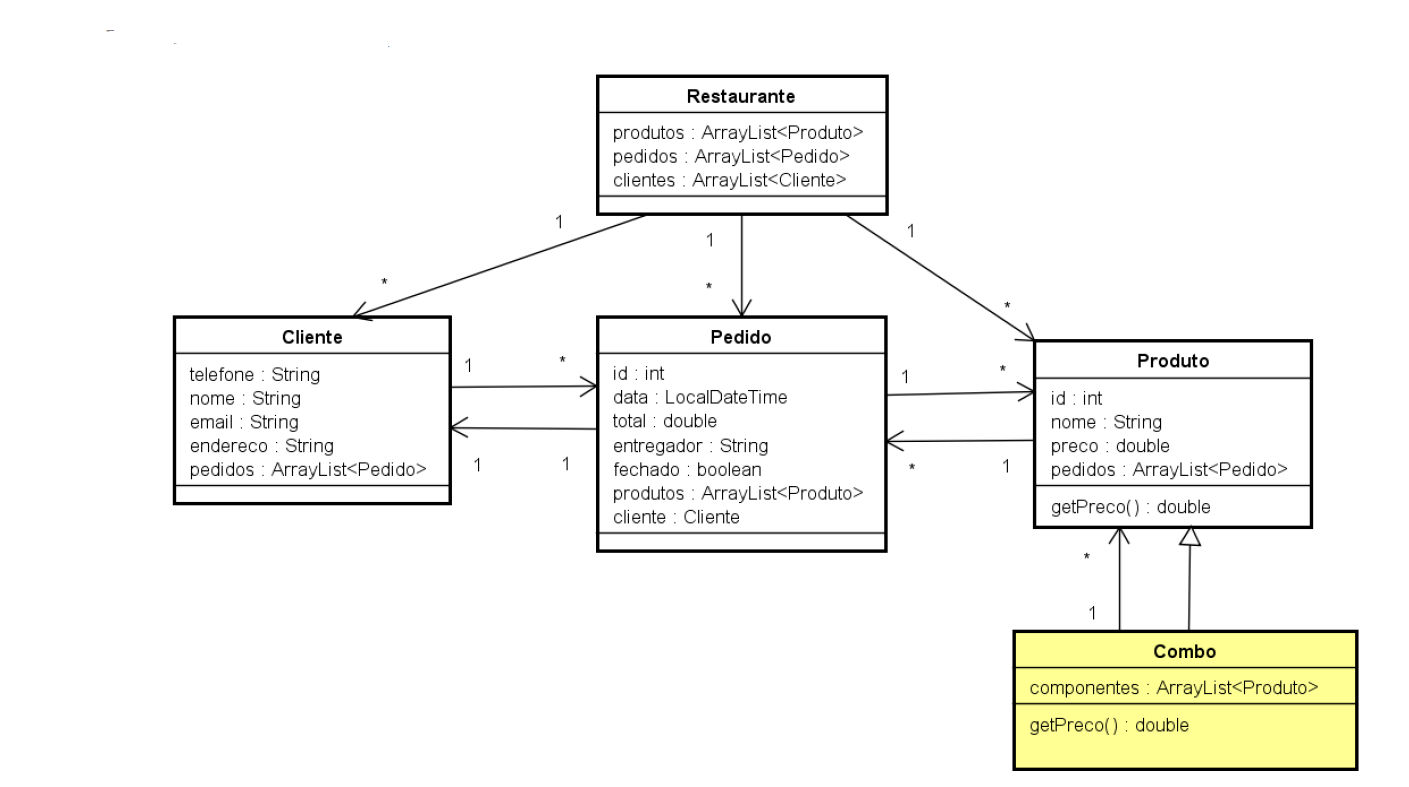 Restaurante
produtos : ArrayList<Produto>
pedidos : ArrayList<Pedido>
clientes : ArrayList<Cliente>
1
1
1
*
*
*
Cliente
telefone : String
nome : String
email : String
endereco : String
pedidos : ArrayList<Pedido>
1
*
1
1
Pedido
id : int
data : LocalDateTime
total : double
entregador : String
fechado : boolean
produtos : ArrayList<Produto>
cliente : Cliente
1
*
*
1
Produto
id : int
nome : String
preco : double
pedidos : ArrayList<Pedido>
getPreco() : double
*
1
Combo
componentes : ArrayList<Produto>
getPreco() : double